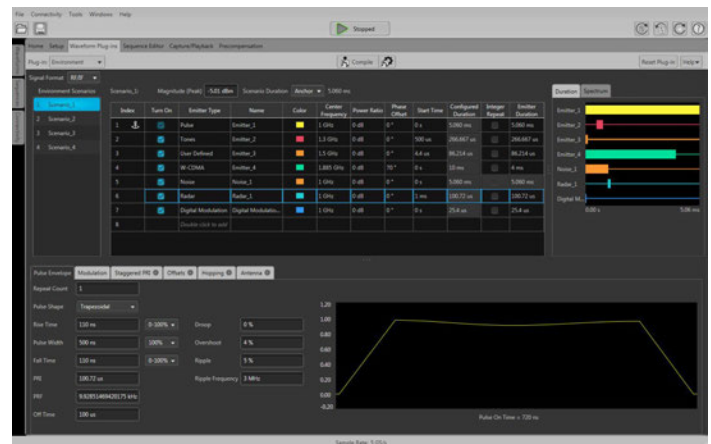 File Connectivity Tools Windows Help
Stopped
Home Setup Waveform Plug-ins Sequence Editor Capture/Playback Precompensation
Plug-in: Environment Compile Reset Plug-in Help
Signal Format RF/IF
Environment Scenarios Scenario_1: Magnitude (Peak) -5.01 dBm Scenario Duration Anchor 5.060 ms Duration Spectrum
1 Scenario_1
2 Scenario_2
3 Scenario_3
4 Scenario_4
Index Turn On Emitter Type Name Color Center Frequency Power Ratio Phase Offset Start Time Configured Duration Integer Repeat Emitter Duration
1 Pulse Emitter_1 1 GHz 0 dB 0 ° 0 s 5.060 ms 5.060 ms
2 Tones Emitter_2 1.3 GHz 0 dB 0 ° 500 us 266.667 us 266.667 us
3 User Defined Emitter_3 1.5 GHz 0 dB 0 ° 4.4 us 86.214 us 86.214 us
4 W-CDMA Emitter_4 1.885 GHz 0 dB 70 ° 0 s 10 ms 4 ms
5 Noise Noise_1 1 GHz 0 dB 0 ° 0 s 5.060 ms 5.060 ms
6 Radar Radar_1 1 GHz 0 dB 0 ° 1 ms 100.72 us 100.72 us
7 Digital Modulation Digital Modulatio... 1 GHz 0 dB 0 ° 0 s 25.4 us 25.4 us
8 Double click to add
Emitter_1
Emitter_2
Emitter_3
Emitter_4
Noise_1
Radar_1
Digital M...
0.00 s 5.06 ms
Pulse Envelope Modulation Staggered PRI Offsets Hopping Antenna
Repeat Count 1
Pulse Shape Trapezoidal
Rise Time 110 ns 0-100% Droop 0 %
Pulse Width 500 ns 100% Overshoot 4 %
Fall Time 110 ns 0-100% Ripple 5 %
PRI 100.72 us Ripple Frequency 3 MHz
PRF
Off Time 100 us
1.20
1.00
0.80
0.60
0.40
0.20
0.00
-0.20
Pulse On Time = 720 ns